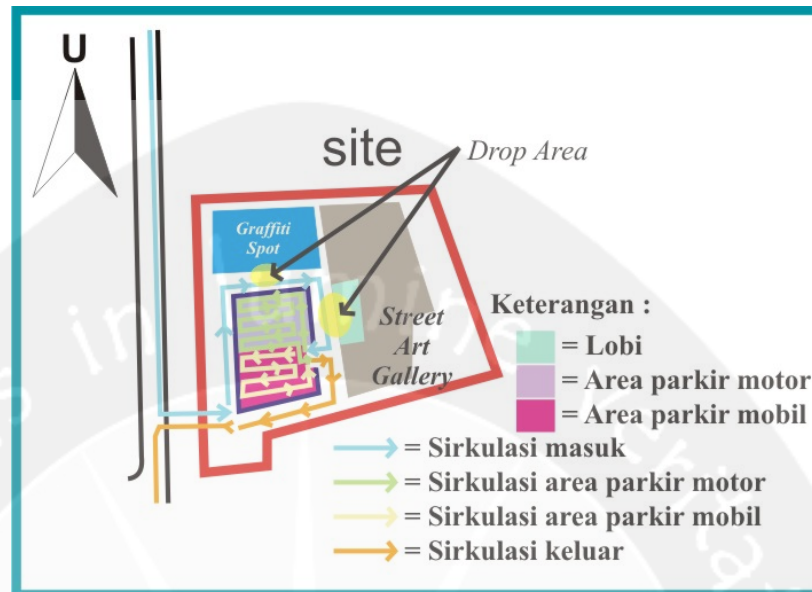 U
site
Drop Area
Graffiti
Spot
Street
Art
Gallery
Keterangan :
= Lobi
= Area parkir motor
= Area parkir mobil
= Sirkulasi masuk
= Sirkulasi area parkir motor
= Sirkulasi area parkir mobil
= Sirkulasi keluar